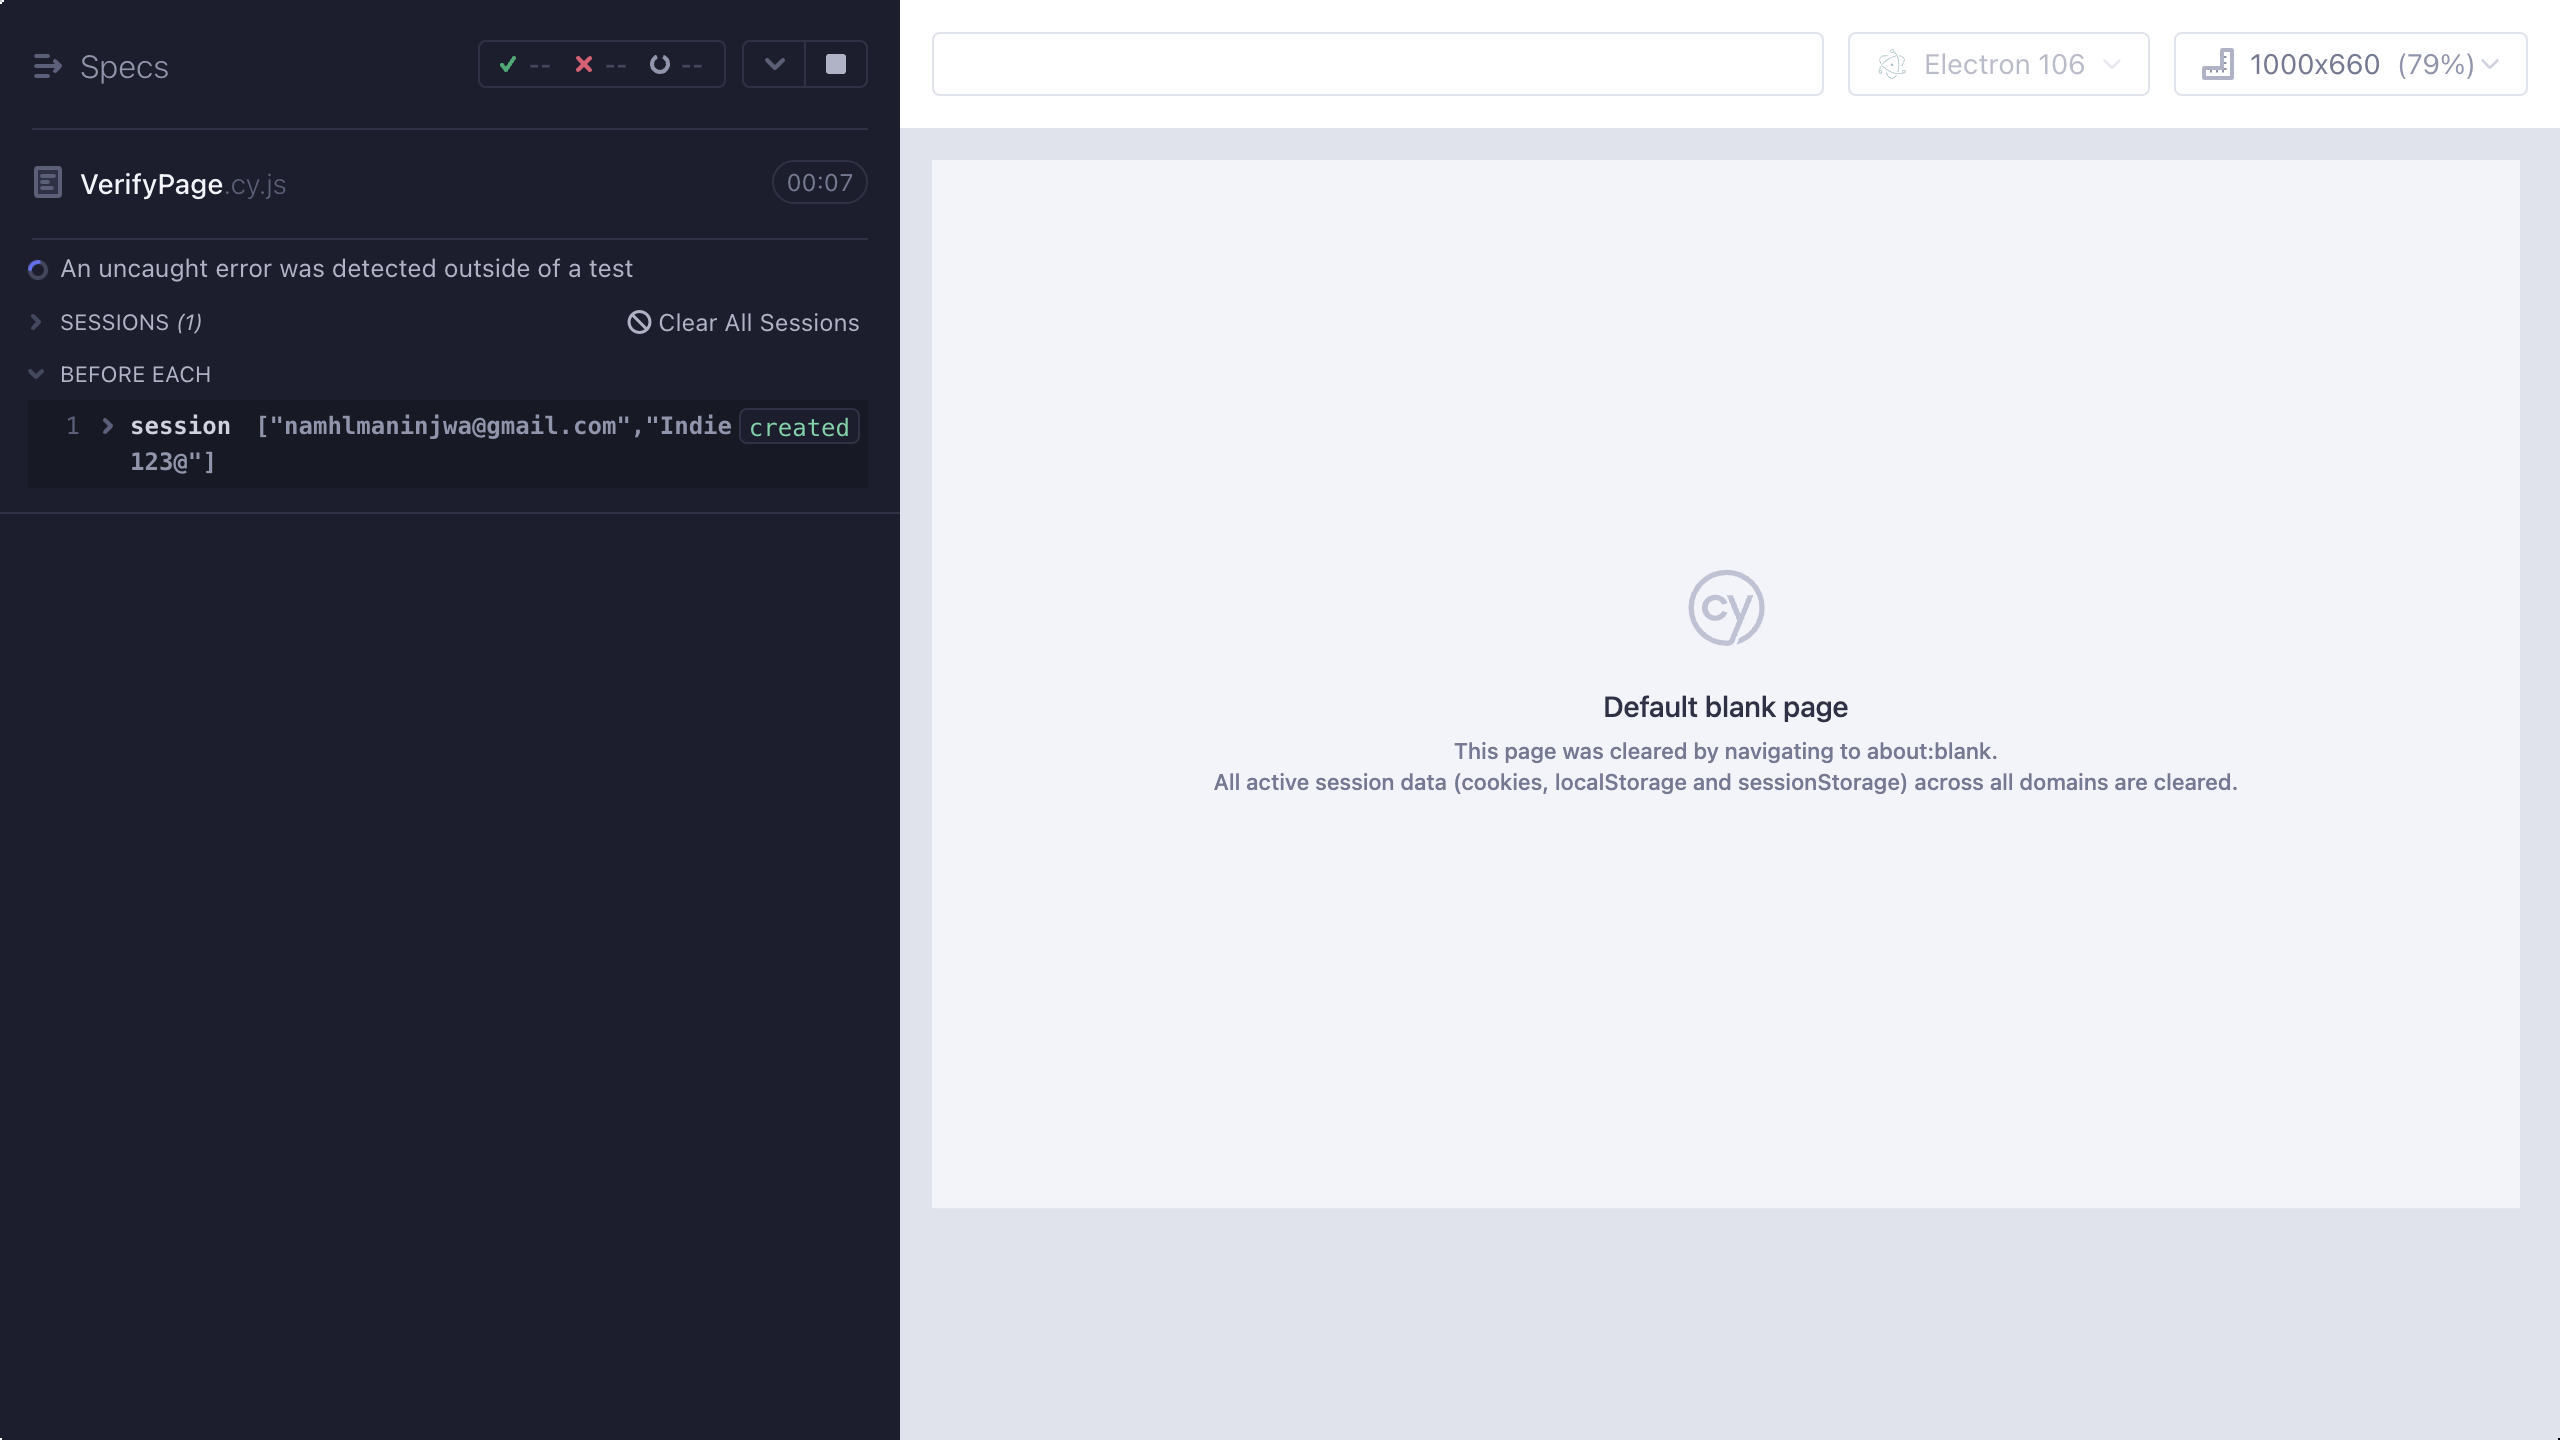 Specs
--
--
--
Electron 106
1000x660 (79%)
VerifyPage.cy.js
00:07
An uncaught error was detected outside of a test
SESSIONS (1)
Clear All Sessions
BEFORE EACH
1 session ["namhlmaninjwa@gmail.com","Indie created
123@"]
cy
Default blank page
This page was cleared by navigating to about:blank.
All active session data (cookies, localStorage and sessionStorage) across all domains are cleared.